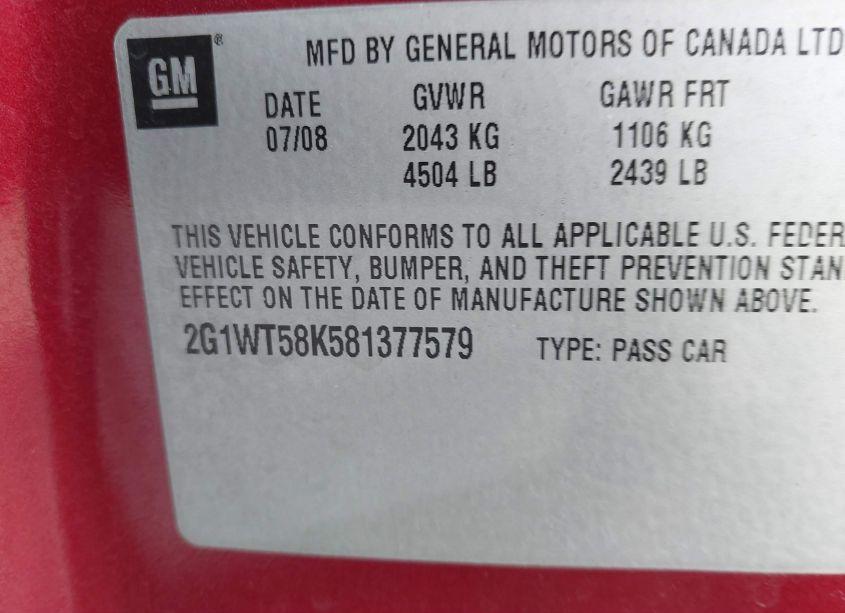 GM®
MFD BY GENERAL MOTORS OF CANADA LTD
DATE GVWR GAWR FRT
07/08 2043 KG 1106 KG
4504 LB 2439 LB
THIS VEHICLE CONFORMS TO ALL APPLICABLE U.S. FEDER
VEHICLE SAFETY, BUMPER, AND THEFT PREVENTION STAN
EFFECT ON THE DATE OF MANUFACTURE SHOWN ABOVE.
2G1WT58K581377579 TYPE: PASS CAR